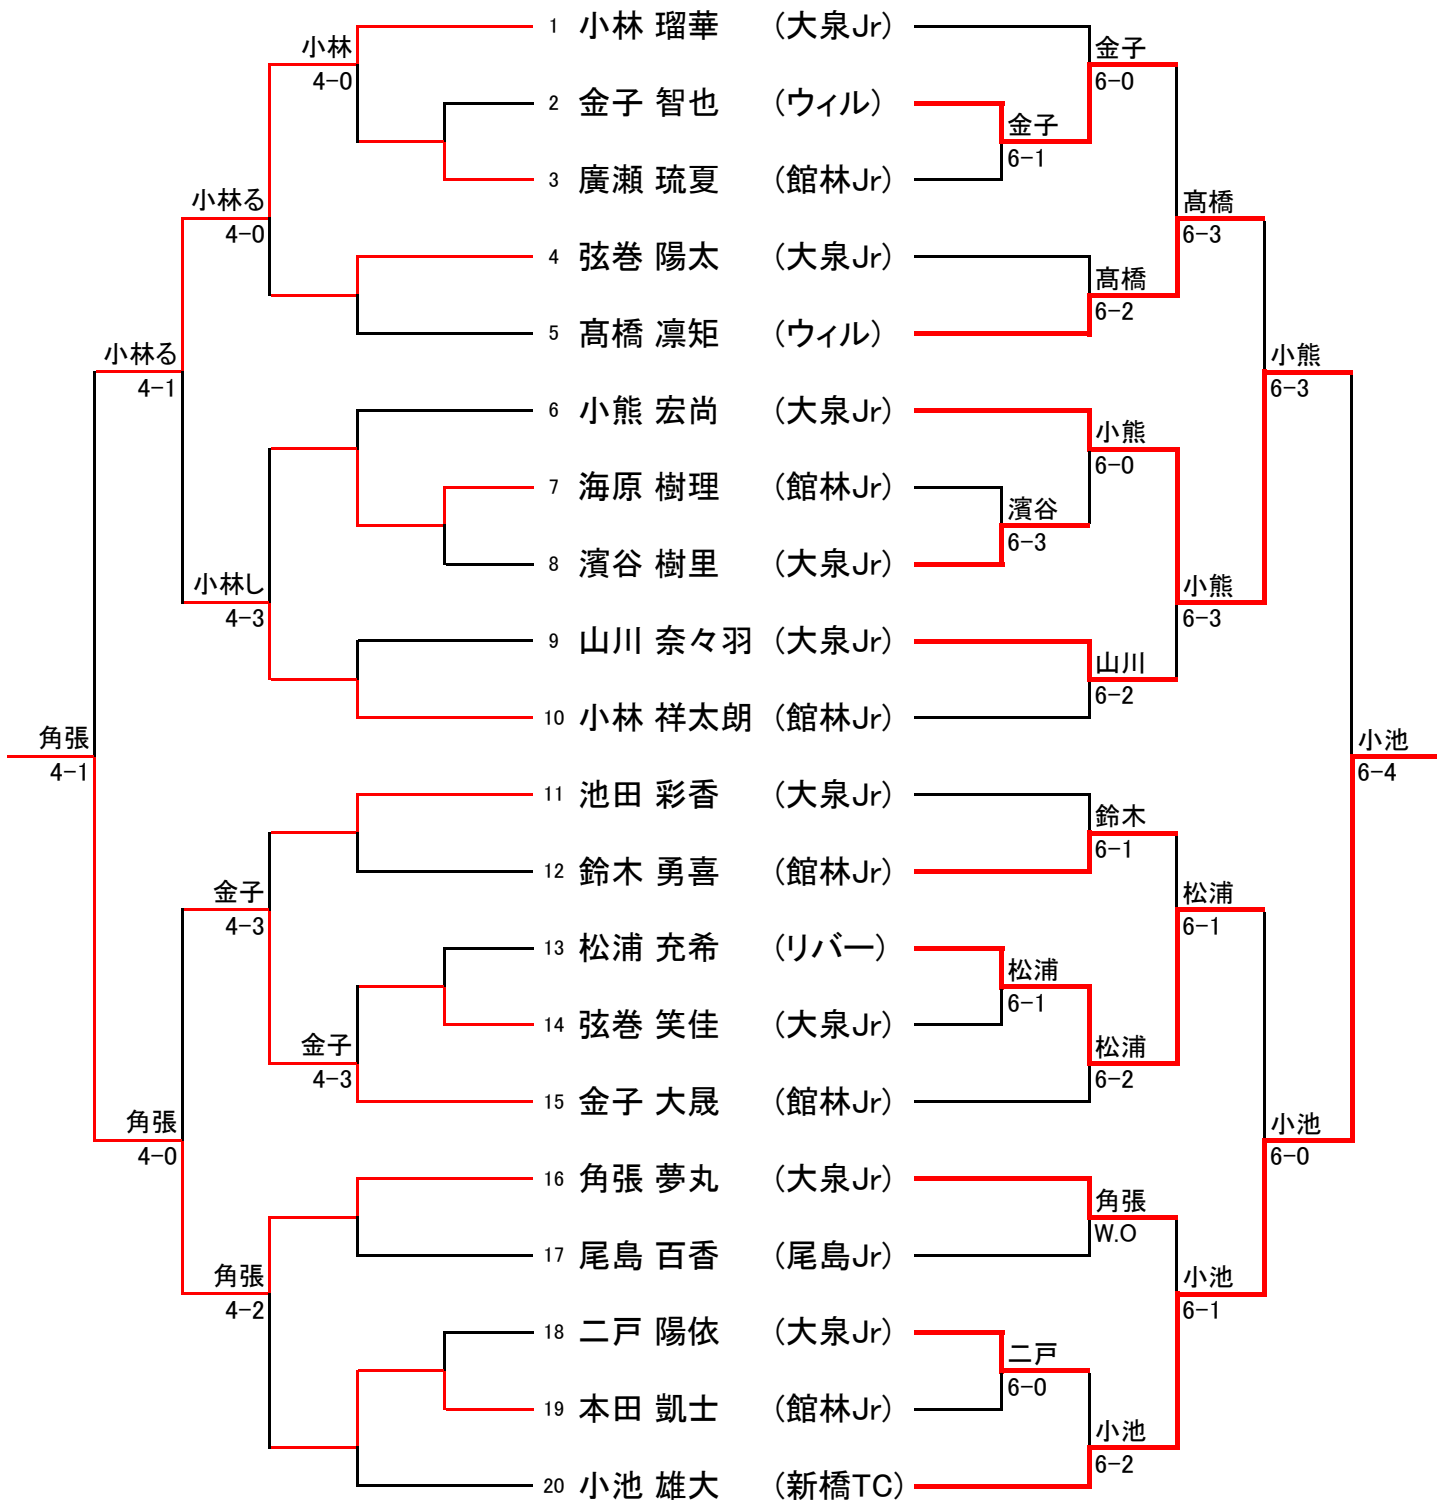 1 小林 瑠華 (大泉Jr)
小林 金子
4-0 6-0
2 金子 智也 (ウィル)
金子
6-1
3 廣瀬 琉夏 (館林Jr)
小林る 髙橋
4-0 6-3
4 弦巻 陽太 (大泉Jr)
髙橋
6-2
5 髙橋 凛矩 (ウィル)
小林る 小熊
4-1 6-3
6 小熊 宏尚 (大泉Jr)
小熊
6-0
7 海原 樹理 (館林Jr)
濱谷
6-3
8 濱谷 樹里 (大泉Jr)
小林し 小熊
4-3 6-3
9 山川 奈々羽 (大泉Jr)
山川
6-2
10 小林 祥太朗 (館林Jr)
角張 小池
4-1 6-4
11 池田 彩香 (大泉Jr)
鈴木
6-1
12 鈴木 勇喜 (館林Jr)
金子 松浦
4-3 6-1
13 松浦 充希 (リバー)
松浦
6-1
14 弦巻 笑佳 (大泉Jr)
金子 松浦
4-3 6-2
15 金子 大晟 (館林Jr)
角張 小池
4-0 6-0
16 角張 夢丸 (大泉Jr)
角張
W.O
17 尾島 百香 (尾島Jr)
角張 小池
4-2 6-1
18 二戸 陽依 (大泉Jr)
二戸
6-0
19 本田 凱士 (館林Jr)
小池
6-2
20 小池 雄大 (新橋TC)